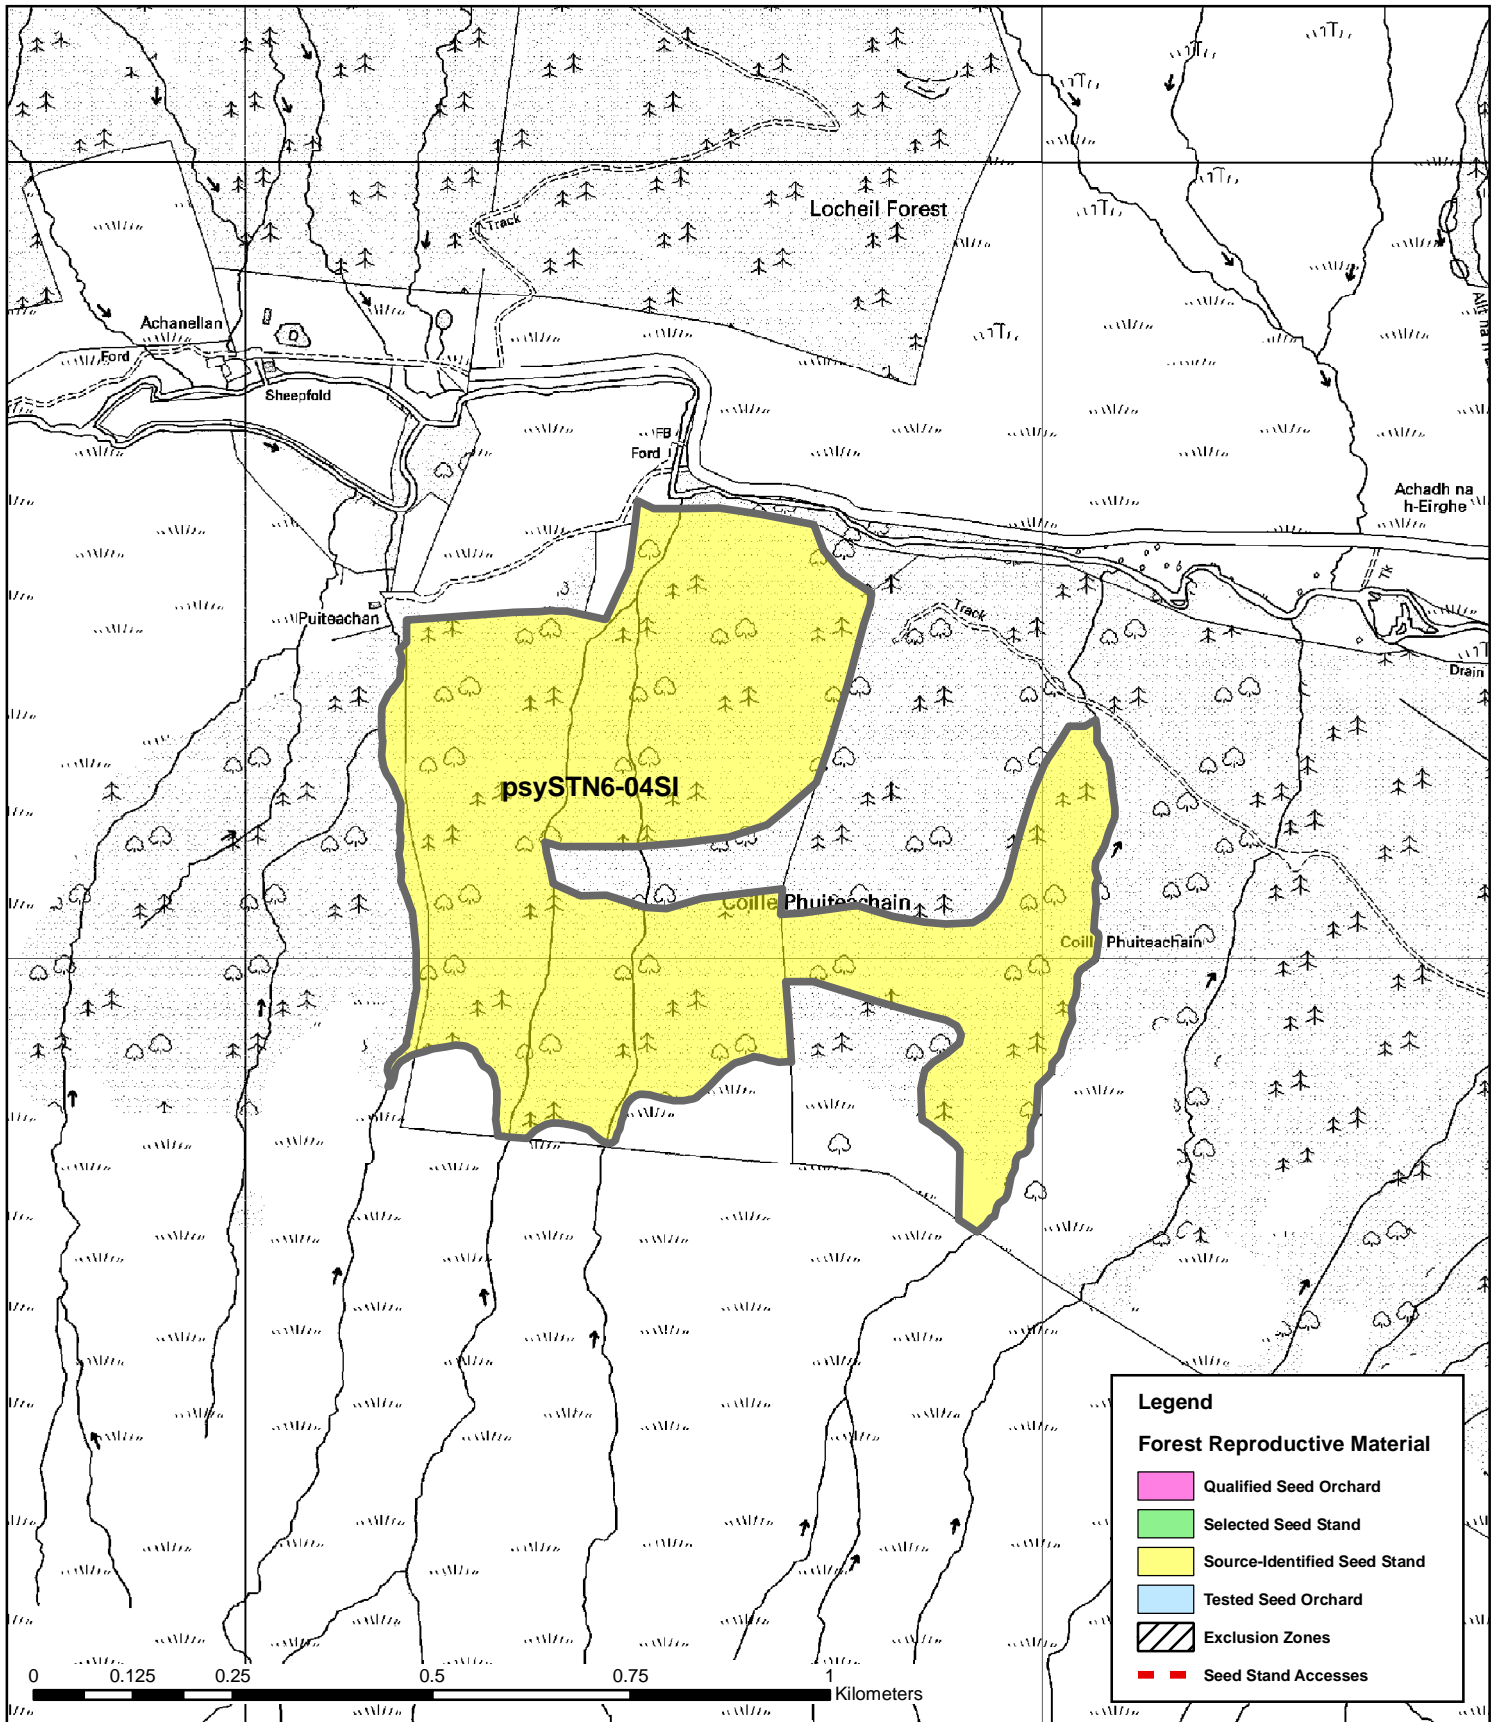 Locheil Forest
Track
Achanellan
Ford
Sheepfold
FB
Ford
Achadh na
h-Eirghe
Tk
Puiteachan
Track
Drain
psySTN6-04SI
Coille Phuiteachain
Coill Phuiteachain
Legend
Forest Reproductive Material
Qualified Seed Orchard
Selected Seed Stand
Source-Identified Seed Stand
Tested Seed Orchard
Exclusion Zones
Seed Stand Accesses
0 0.125 0.25 0.5 0.75 1
Kilometers